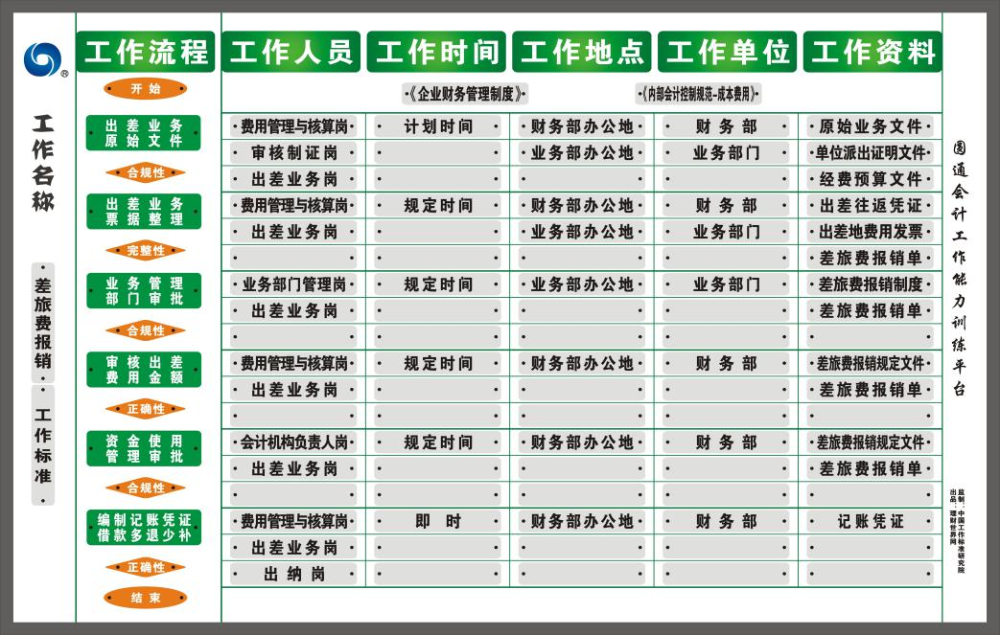 ®
工作名称
差旅费报销
工作标准
工作流程 工作人员 工作时间 工作地点 工作单位 工作资料
开始
《企业财务管理制度》 《内部会计控制规范-成本费用》
出差业务
原始文件
费用管理与核算岗 计划时间 财务部办公地 财务部 原始业务文件
审核制证岗 业务部办公地 业务部门 单位派出证明文件
合规性
出差业务岗 经费预算文件
出差业务
票据整理
费用管理与核算岗 规定时间 财务部办公地 财务部 出差往返凭证
出差业务岗 业务部办公地 业务部门 出差地费用发票
完整性
差旅费报销单
业务管理
部门审批
业务部门管理岗 规定时间 业务部办公地 业务部门 差旅费报销制度
出差业务岗 差旅费报销单
合规性
审核出差
费用金额
费用管理与核算岗 规定时间 财务部办公地 财务部 差旅费报销规定文件
出差业务岗 差旅费报销单
正确性
资金使用
管理审批
会计机构负责人岗 规定时间 财务部办公地 财务部 差旅费报销规定文件
出差业务岗 差旅费报销单
合规性
编制记账凭证
借款多退少补
费用管理与核算岗 即时 财务部办公地 财务部 记账凭证
出差业务岗
正确性
出纳岗
结束
圆通会计工作能力训练平台
监制：中国工作标准研究院
出品：理财世界网